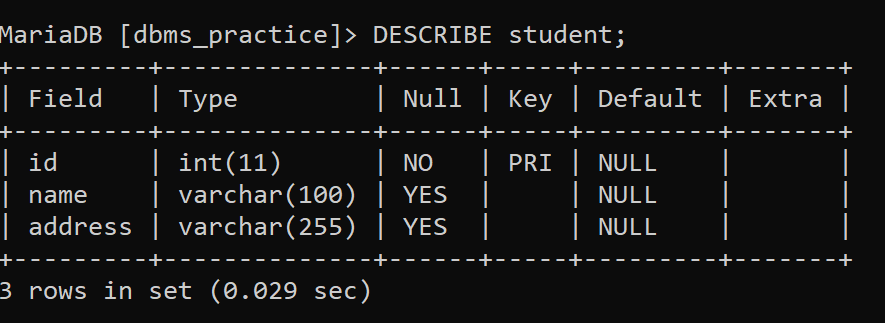 MariaDB [dbms_practice]> DESCRIBE student;
+---------+--------------+------+-----+---------+-------+
| Field   | Type         | Null | Key | Default | Extra |
+---------+--------------+------+-----+---------+-------+
| id      | int(11)      | NO   | PRI | NULL    |       |
| name    | varchar(100) | YES  |     | NULL    |       |
| address | varchar(255) | YES  |     | NULL    |       |
+---------+--------------+------+-----+---------+-------+
3 rows in set (0.029 sec)